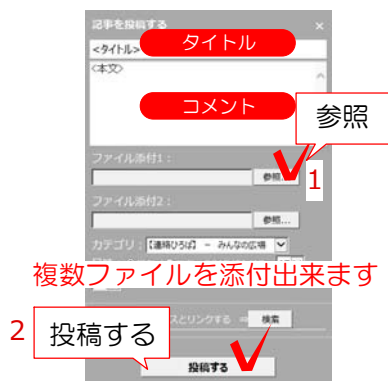 記事を投稿する ×
<タイトル> タイトル
<本文>
コメント
参照
ファイル添付1：
参照... 1
ファイル添付2：
参照...
カテゴリ：【連絡ひろば】 － みんなの広場
複数ファイルを添付出来ます
スとリンクする ⇒ 検索
2 投稿する
投稿する